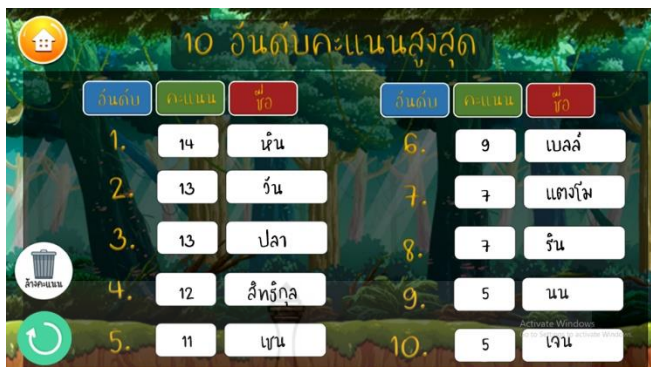 10 อันดับคะแนนสูงสุด
อันดับ คะแนน ชื่อ
1. 14 หิน
2. 13 วัน
3. 13 ปลา
4. 12 สิทธิกุล
5. 11 เชน
อันดับ คะแนน ชื่อ
6. 9 เบลล์
7. 7 แตงโม
8. 7 ริน
9. 5 นน
10. 5 เจน
ล้างคะแนน
Activate Windows